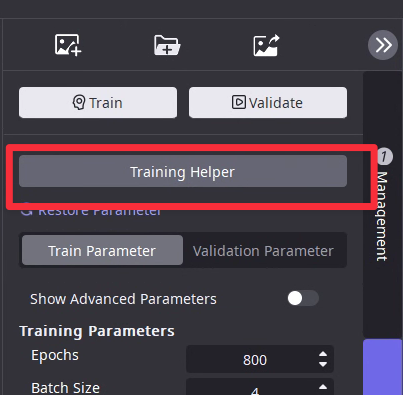 Train
Validate
Training Helper
Restore Parameter
Train Parameter
Validation Parameter
Show Advanced Parameters
Training Parameters
Epochs
800
Batch Size
4
1
Management